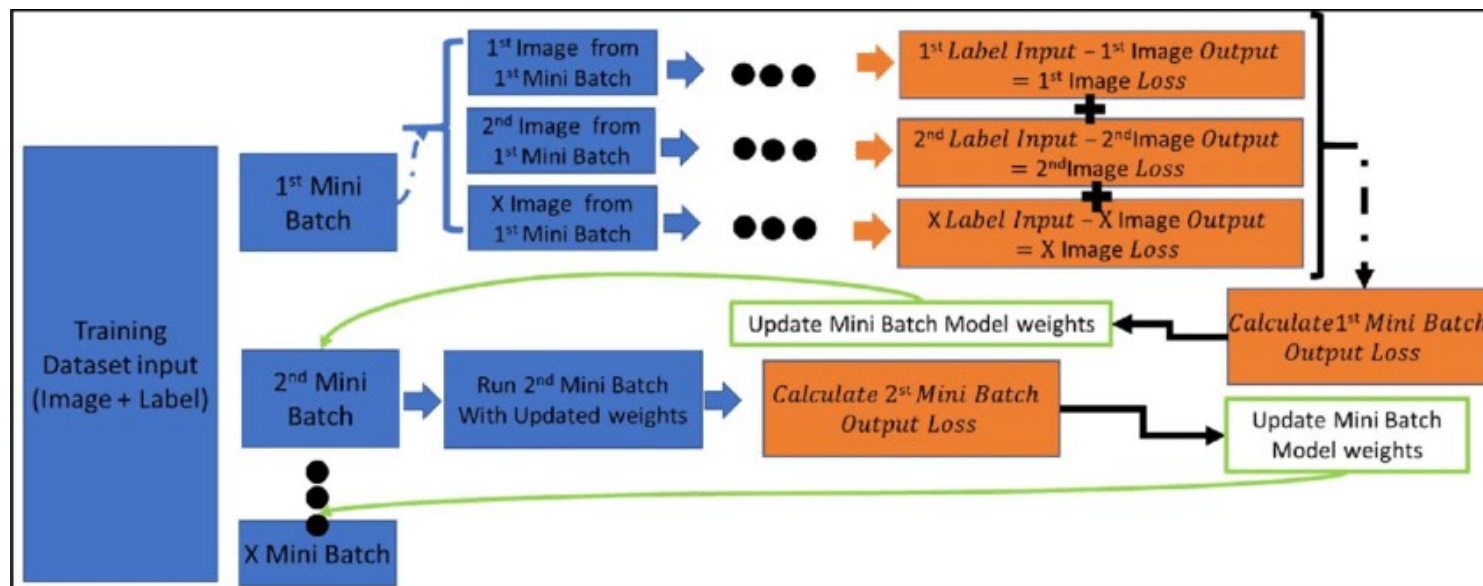 1st Image from
1st Mini Batch
1st Label Input – 1st Image Output
= 1st Image Loss
2nd Image from
1st Mini Batch
2nd Label Input – 2nd Image Output
= 2nd Image Loss
1st Mini
Batch
X Image from
1st Mini Batch
X Label Input – X Image Output
= X Image Loss
Training
Dataset input
(Image + Label)
Update Mini Batch Model weights
Calculate 1st Mini Batch
Output Loss
2nd Mini
Batch
Run 2nd Mini Batch
With Updated weights
Calculate 2st Mini Batch
Output Loss
Update Mini Batch
Model weights
X Mini Batch